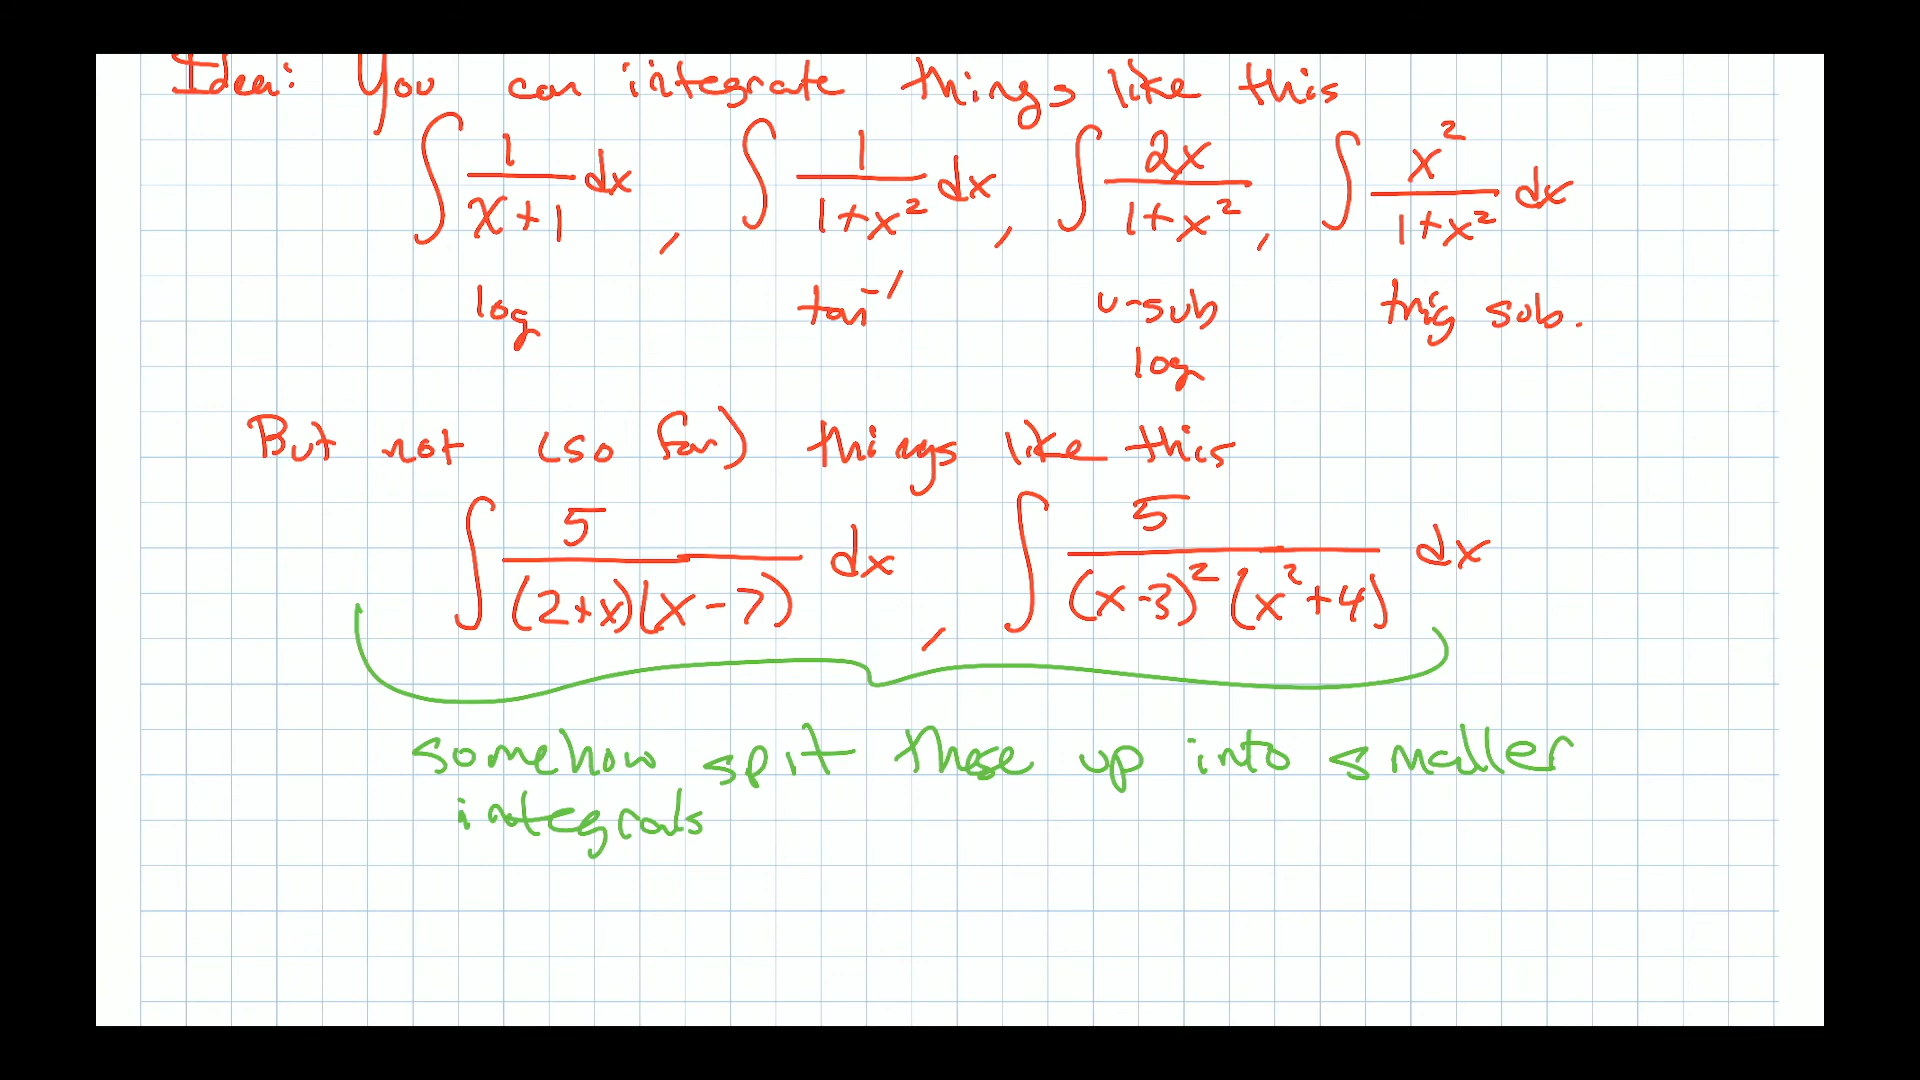 Idea: You can integrate things like this
∫ 1/(x+1) dx , ∫ 1/(1+x²) dx , ∫ 2x/(1+x²) , ∫ x²/(1+x²) dx
log tan⁻¹ u-sub trig sub.
log
But not (so far) things like this
∫ 5/((2+x)(x-7)) dx , ∫ 5/((x-3)²(x²+4)) dx
somehow spit these up into smaller
integrals